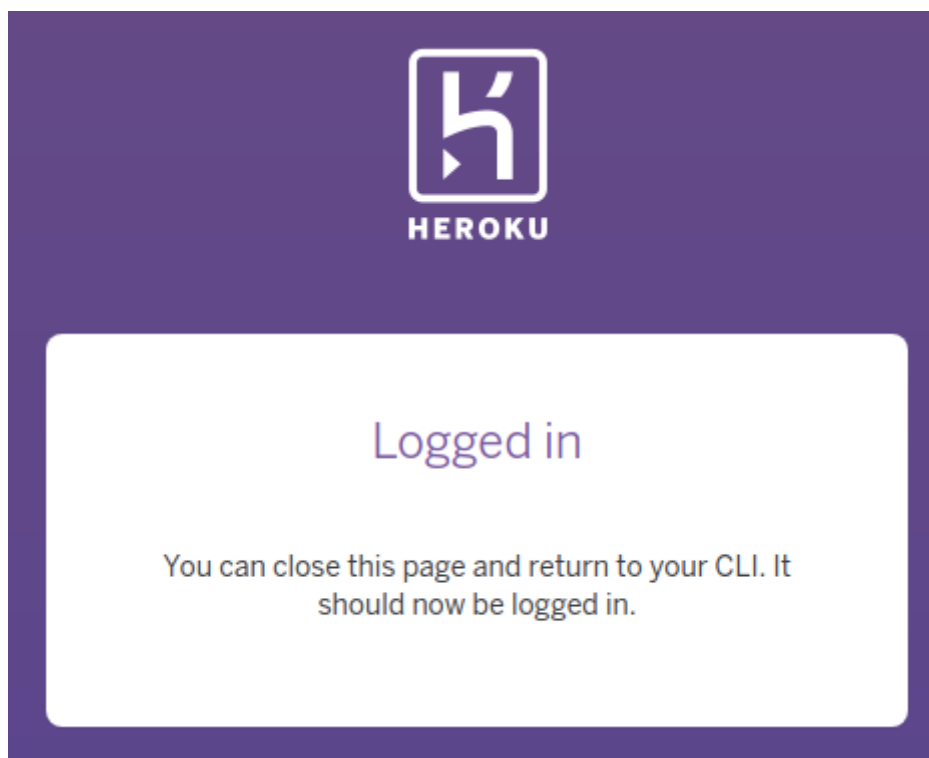 HEROKU
Logged in
You can close this page and return to your CLI. It
should now be logged in.